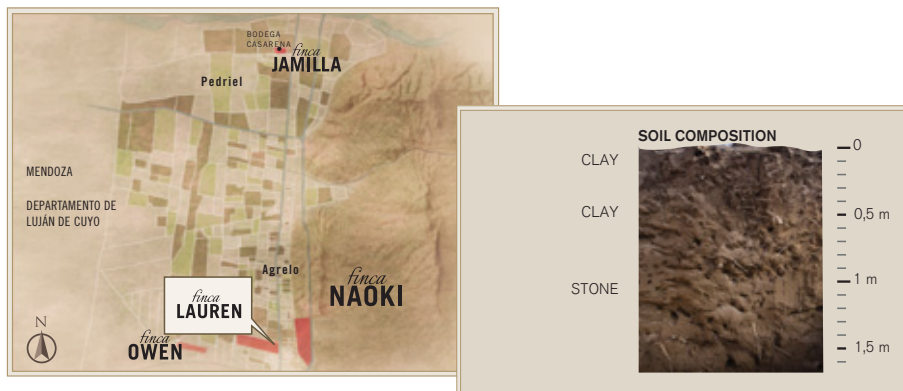 BODEGA
CASARENA
finca
JAMILLA
Pedriel
MENDOZA
DEPARTAMENTO DE
LUJÁN DE CUYO
Agrelo
finca
NAOKI
finca
LAUREN
finca
OWEN
N
SOIL COMPOSITION
CLAY
CLAY
STONE
0
0,5 m
1 m
1,5 m